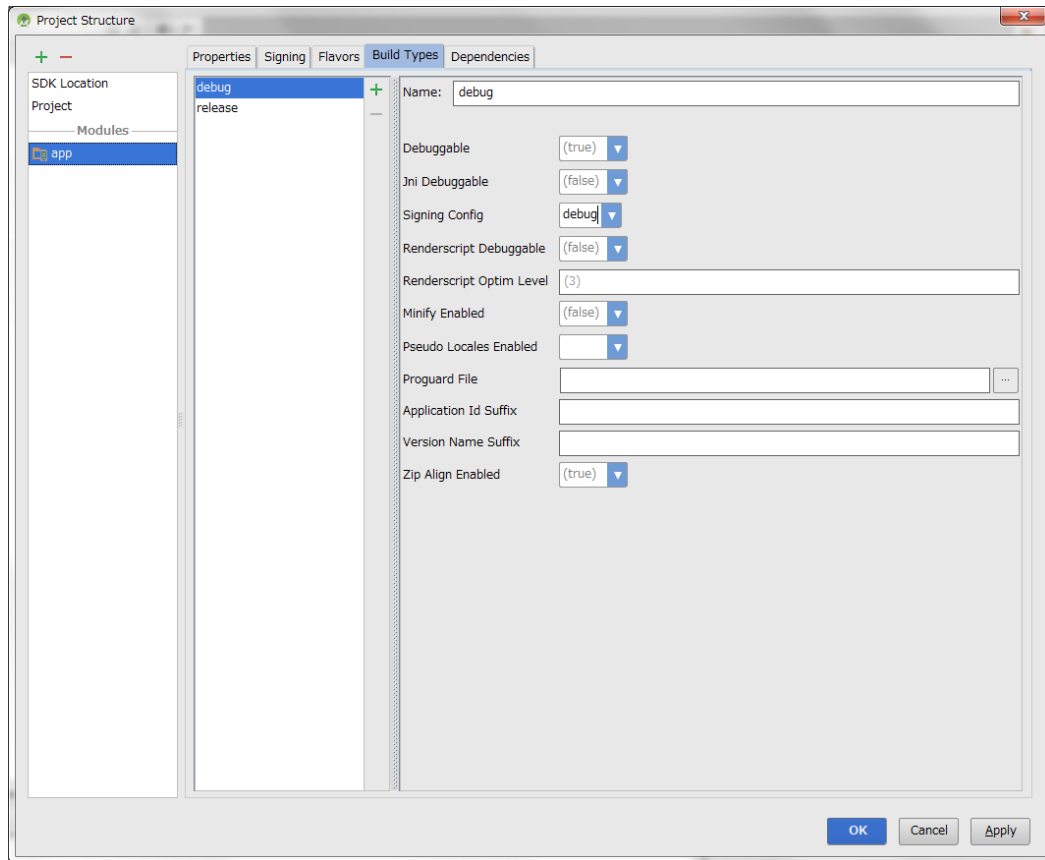 Project Structure
SDK Location
Project
Modules
app
Properties Signing Flavors Build Types Dependencies
debug
release
Name: debug
Debuggable (true)
Jni Debuggable (false)
Signing Config debug
Renderscript Debuggable (false)
Renderscript Optim Level (3)
Minify Enabled (false)
Pseudo Locales Enabled
Proguard File ...
Application Id Suffix
Version Name Suffix
Zip Align Enabled (true)
OK Cancel Apply